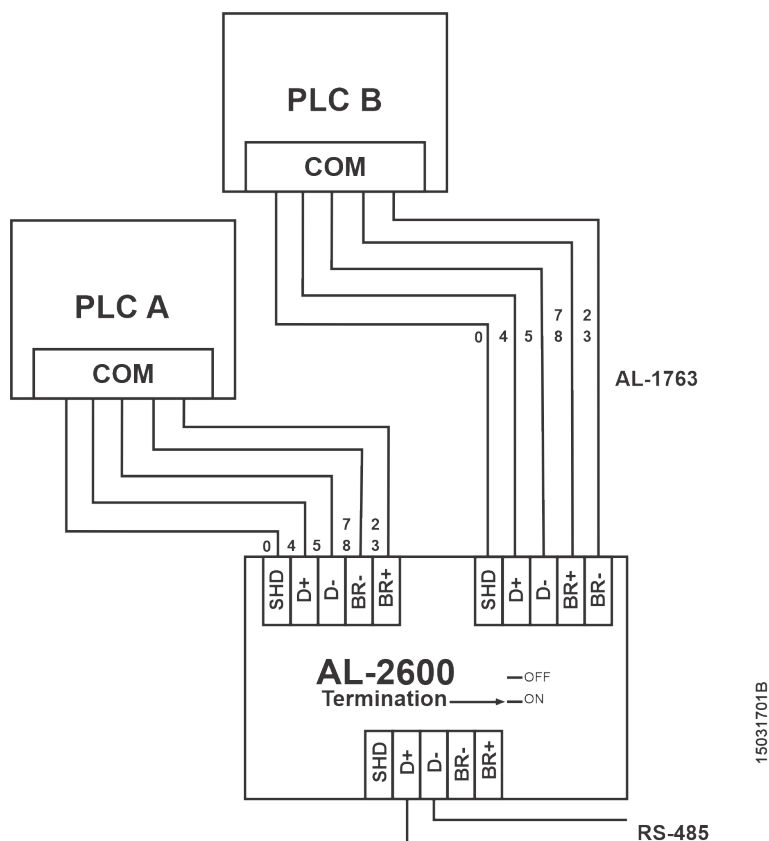 PLC B
COM
PLC A
COM
7 2
0 4 5 8 3
AL-1763
7 2
0 4 5 8 3
SHD D+ D- BR- BR+
SHD D+ D- BR+ BR-
AL-2600
OFF
Termination
ON
SHD D+ D- BR- BR+
15031701B
RS-485